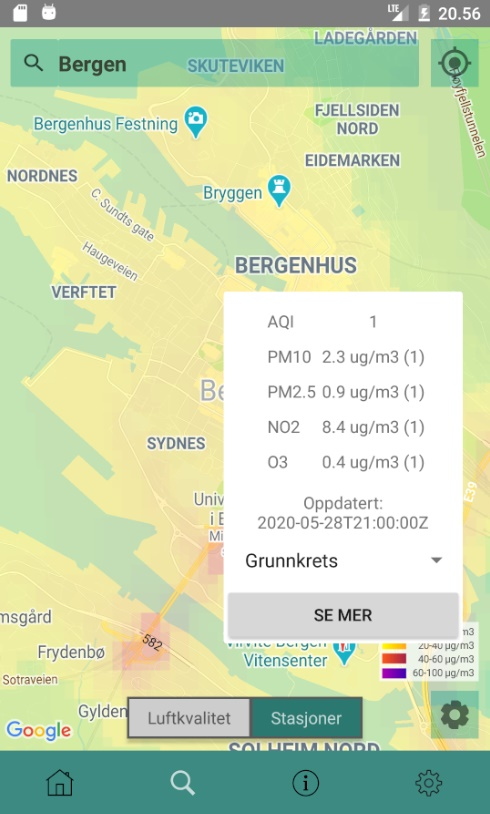 LTE 20.56
LADEGÅRDEN
Bergen
SKUTEVIKEN
Bergenhus Festning
FJELLSIDEN
NORD
EIDEMARKEN
NORDNES
Bryggen
C. Sundts gate
Haugeveien
BERGENHUS
VERFTET
AQI 1
PM10 2.3 ug/m3 (1)
PM2.5 0.9 ug/m3 (1)
NO2 8.4 ug/m3 (1)
O3 0.4 ug/m3 (1)
Oppdatert:
2020-05-28T21:00:00Z
Grunnkrets
SE MER
Be
SYDNES
E39
Univ
i B
Mi
582
Frydenbø
Sotraveien
VilVite Bergen
Vitensenter
20-40 µg/m3
40-60 µg/m3
60-100 µg/m3
Luftkvalitet
Stasjoner
Google
SOLHEIM NORD